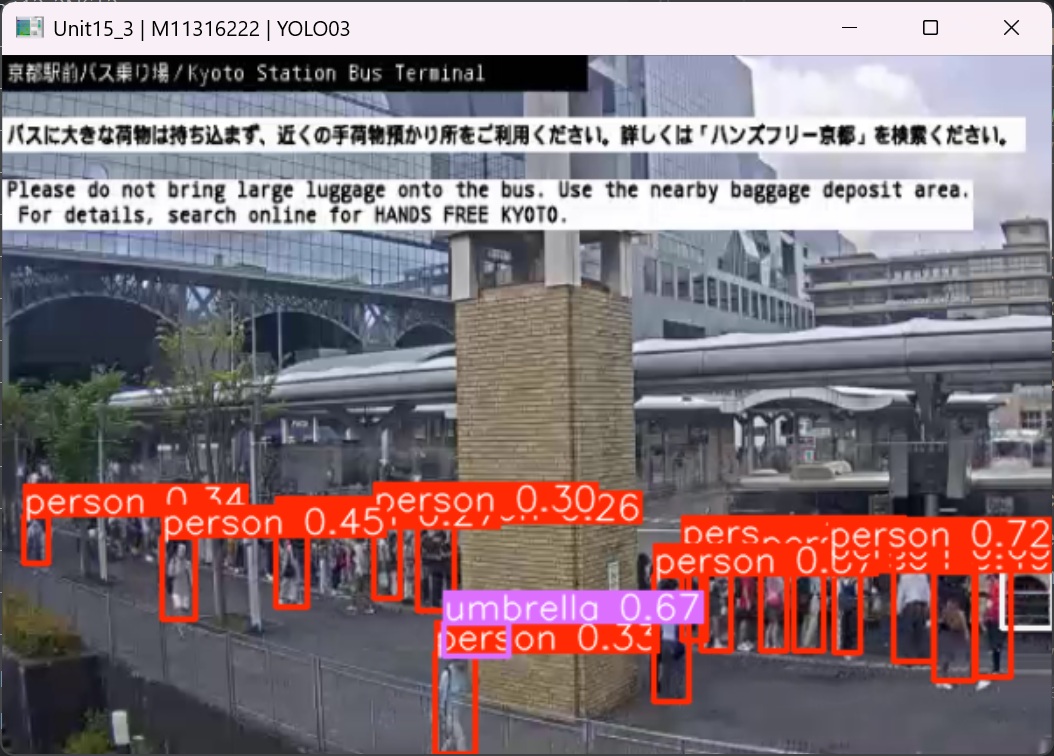 Unit15_3 | M11316222 | YOLO03
京都駅前バス乗り場/Kyoto Station Bus Terminal
バスに大きな荷物は持ち込まず、近くの手荷物預かり所をご利用ください。詳しくは「ハンズフリー京都」を検索ください。
Please do not bring large luggage onto the bus. Use the nearby baggage deposit area.
For details, search online for HANDS FREE KYOTO.
person 0.34
person 0.45
person 0.30
person 0.72
person
umbrella 0.67
person 0.33